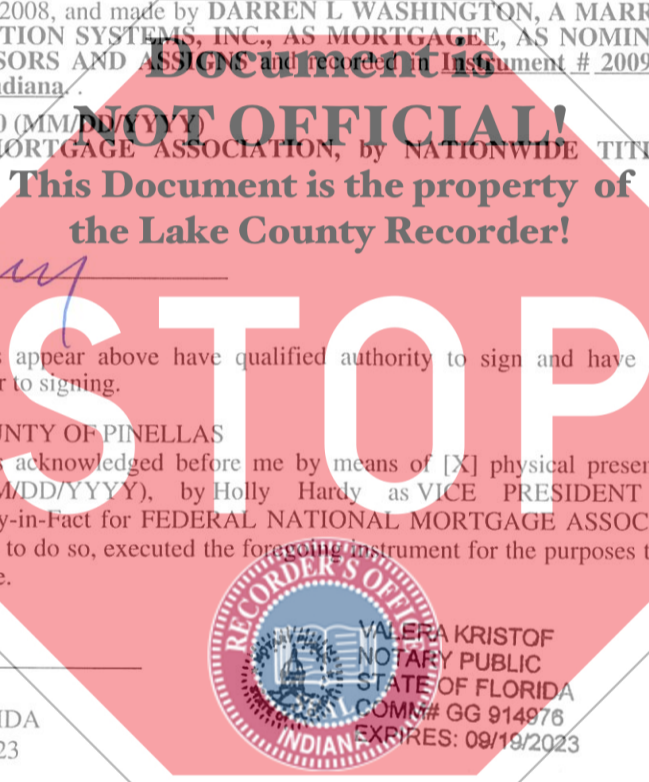 2008, and made by DARREN L WASHINGTON, A MARR
TION SYSTEMS, INC., AS MORTGAGEE, AS NOMIN
SORS AND ASSIGNS and recorded in Instrument # 2009
ndiana. .
Document is
0 (MM/DD/YYYY)
NOT OFFICIAL!
MORTGAGE ASSOCIATION, by NATIONWIDE TITL
This Document is the property of
the Lake County Recorder!
STOP
s appear above have qualified authority to sign and have
r to signing.
UNTY OF PINELLAS
s acknowledged before me by means of [X] physical presen
M/DD/YYYY), by Holly Hardy as VICE PRESIDENT
y-in-Fact for FEDERAL NATIONAL MORTGAGE ASSOC
to do so, executed the foregoing instrument for the purposes t
e.
RECORDER'S OFFICE
INDIANA
VALERA KRISTOF
NOTARY PUBLIC
STATE OF FLORIDA
COMM# GG 914976
EXPIRES: 09/19/2023
IDA
23